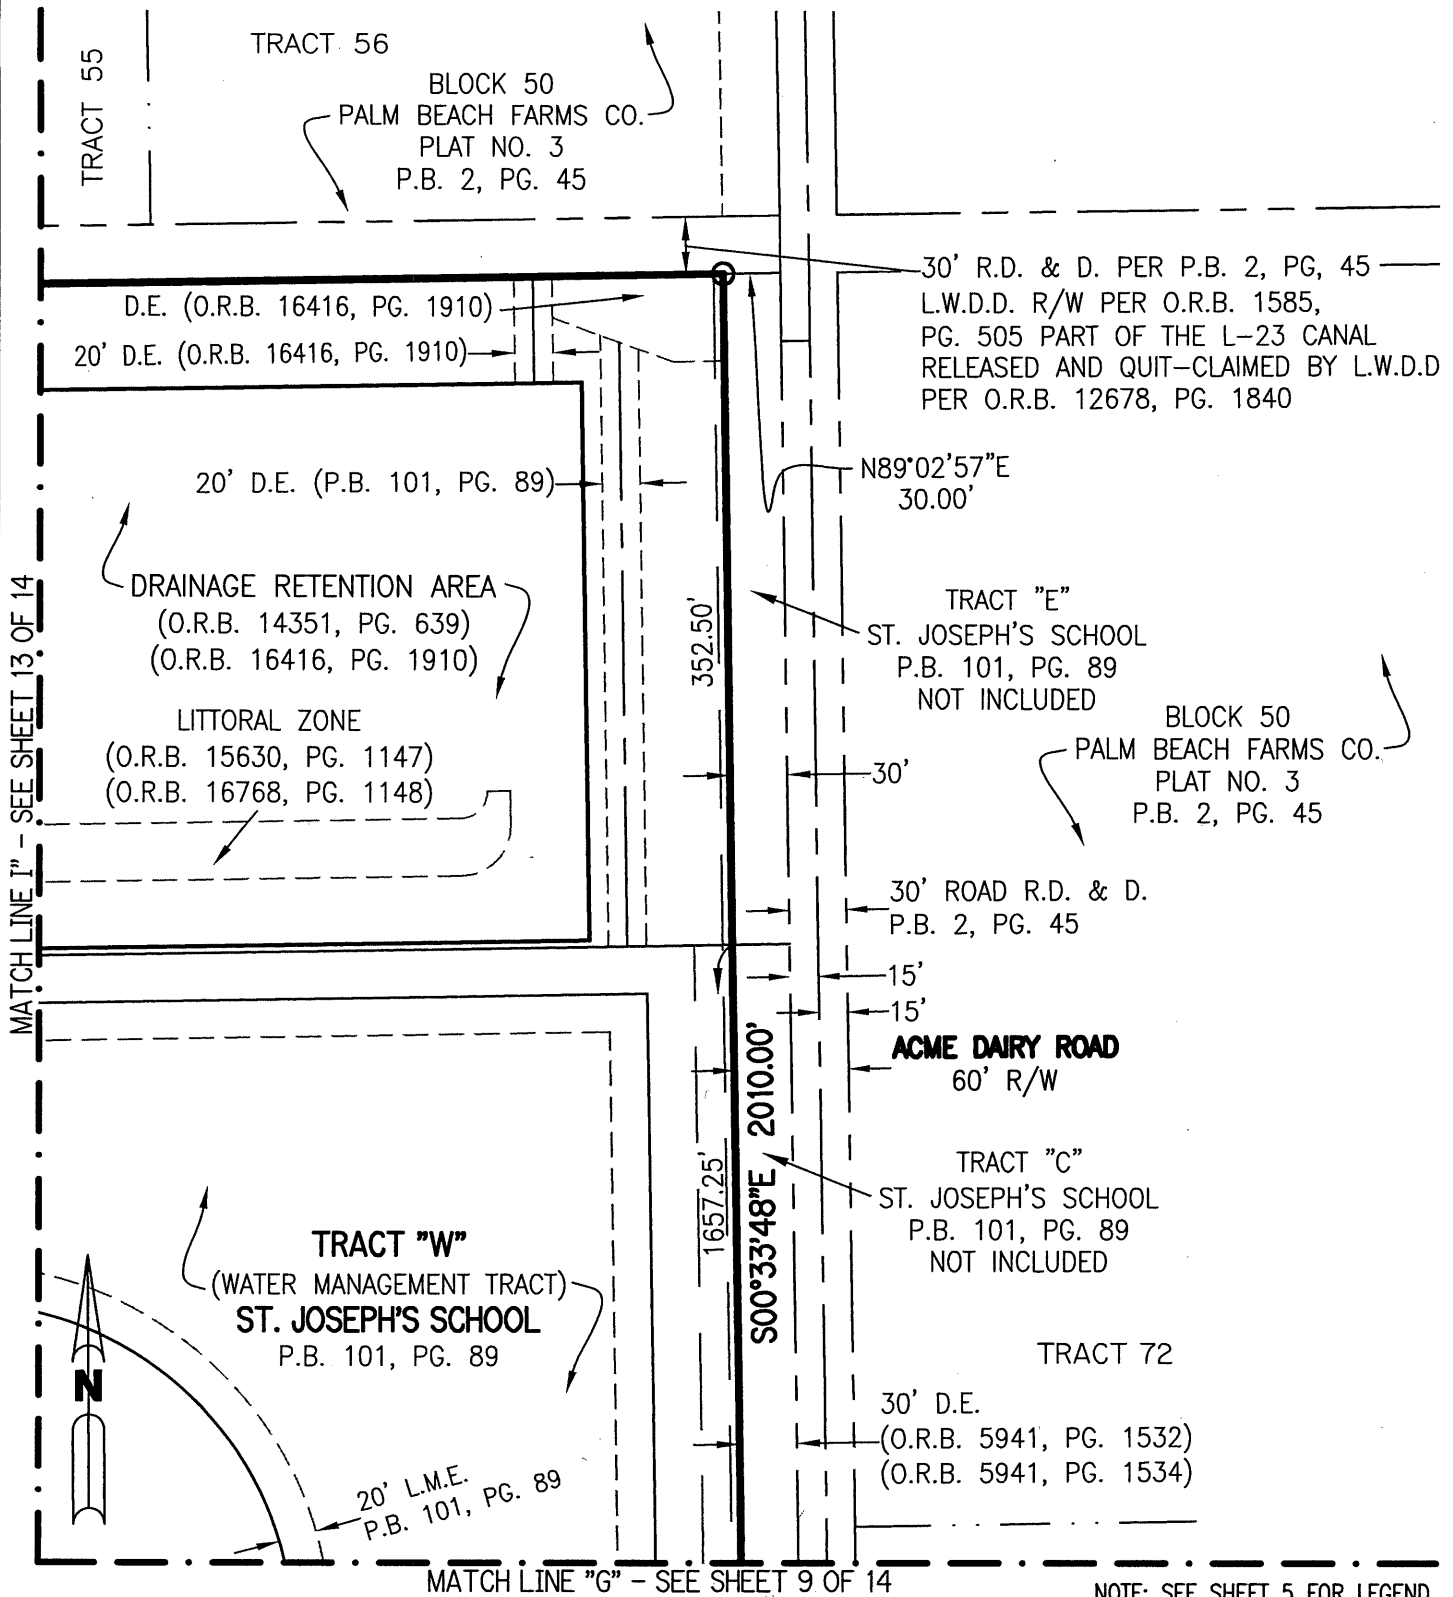 TRACT 55
TRACT 56
BLOCK 50
PALM BEACH FARMS CO.
PLAT NO. 3
P.B. 2, PG. 45
30' R.D. & D. PER P.B. 2, PG, 45
L.W.D.D. R/W PER O.R.B. 1585,
PG. 505 PART OF THE L-23 CANAL
RELEASED AND QUIT-CLAIMED BY L.W.D.D
PER O.R.B. 12678, PG. 1840
D.E. (O.R.B. 16416, PG. 1910)
20' D.E. (O.R.B. 16416, PG. 1910)
20' D.E. (P.B. 101, PG. 89)
N89°02'57"E
30.00'
DRAINAGE RETENTION AREA
(O.R.B. 14351, PG. 639)
(O.R.B. 16416, PG. 1910)
352.50'
TRACT "E"
ST. JOSEPH'S SCHOOL
P.B. 101, PG. 89
NOT INCLUDED
LITTORAL ZONE
(O.R.B. 15630, PG. 1147)
(O.R.B. 16768, PG. 1148)
BLOCK 50
PALM BEACH FARMS CO.
PLAT NO. 3
P.B. 2, PG. 45
30'
MATCH LINE I" - SEE SHEET 13 OF 14
30' ROAD R.D. & D.
P.B. 2, PG. 45
15'
15'
ACME DAIRY ROAD
60' R/W
S00°33'48"E 2010.00'
1657.25'
TRACT "C"
ST. JOSEPH'S SCHOOL
P.B. 101, PG. 89
NOT INCLUDED
TRACT "W"
(WATER MANAGEMENT TRACT)
ST. JOSEPH'S SCHOOL
P.B. 101, PG. 89
TRACT 72
N
30' D.E.
(O.R.B. 5941, PG. 1532)
(O.R.B. 5941, PG. 1534)
20' L.M.E.
P.B. 101, PG. 89
MATCH LINE "G" - SEE SHEET 9 OF 14
NOTE: SEE SHEET 5 FOR LEGEND